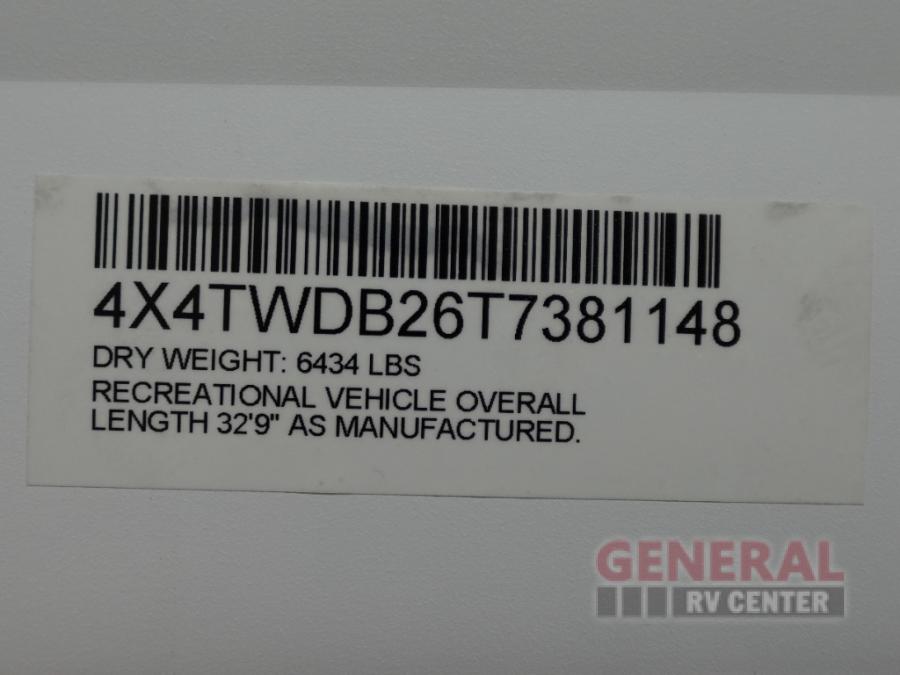 4X4TWDB26T7381148
DRY WEIGHT: 6434 LBS
RECREATIONAL VEHICLE OVERALL
LENGTH 32'9" AS MANUFACTURED.
GENERAL
RV CENTER